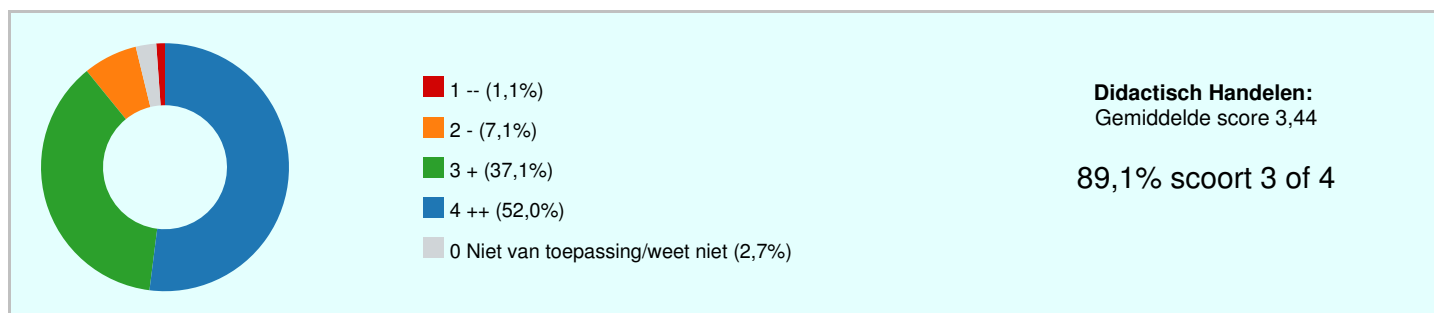 1 -- (1,1%)
2 - (7,1%)
3 + (37,1%)
4 ++ (52,0%)
0 Niet van toepassing/weet niet (2,7%)
Didactisch Handelen:
Gemiddelde score 3,44
89,1% scoort 3 of 4